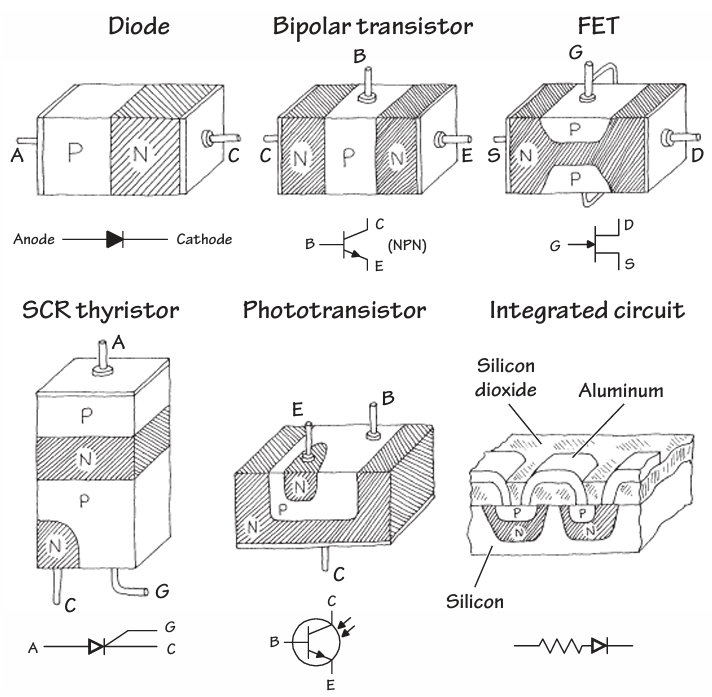 Diode
Bipolar transistor
FET
A
P
N
C
B
C
N
P
N
E
G
S
N
P
P
D
Anode
Cathode
B
C
(NPN)
E
G
D
S
SCR thyristor
Phototransistor
Integrated circuit
A
P
N
P
N
C
G
E
B
N
P
N
C
Silicon
dioxide
Aluminum
P
N
P
N
Silicon
A
G
C
C
B
E